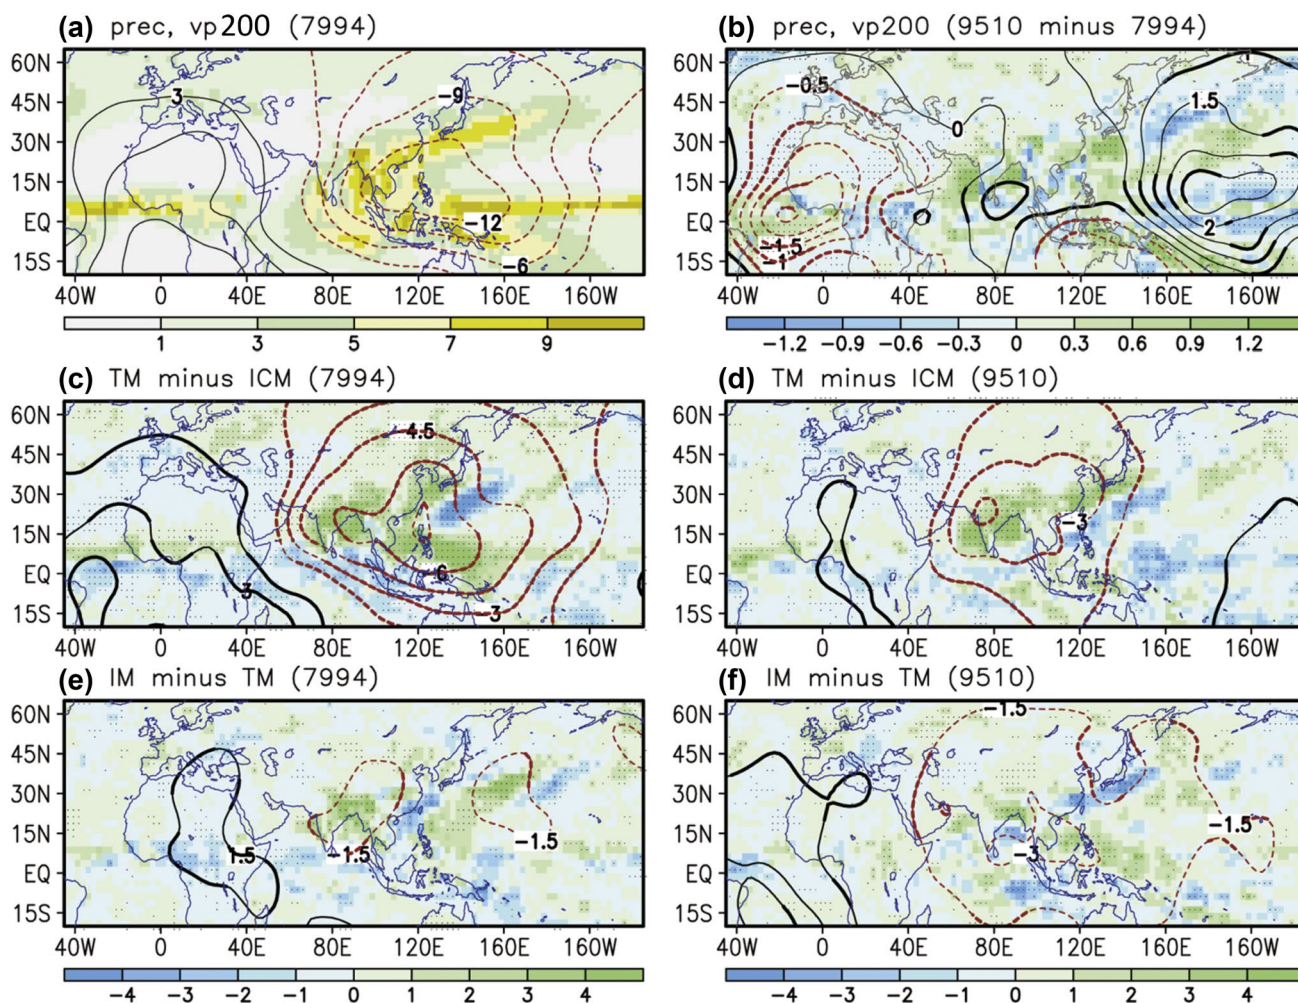 (a) prec, vp200 (7994)
(b) prec, vp200 (9510 minus 7994)
60N
45N
30N
15N
EQ
15S
3
-9
-12
-6
40W 0 40E 80E 120E 160E 160W
1 3 5 7 9
60N
45N
30N
15N
EQ
15S
-0.5
0
1.5
2
-1.5
-1
1
40W 0 40E 80E 120E 160E 160W
-1.2 -0.9 -0.6 -0.3 0 0.3 0.6 0.9 1.2
(c) TM minus ICM (7994)
(d) TM minus ICM (9510)
60N
45N
30N
15N
EQ
15S
-4.5
-6
3
-3
40W 0 40E 80E 120E 160E 160W
60N
45N
30N
15N
EQ
15S
-3
40W 0 40E 80E 120E 160E 160W
(e) IM minus TM (7994)
(f) IM minus TM (9510)
60N
45N
30N
15N
EQ
15S
1.5
-1.5
-1.5
40W 0 40E 80E 120E 160E 160W
-4 -3 -2 -1 0 1 2 3 4
60N
45N
30N
15N
EQ
15S
-1.5
-1.5
-3
40W 0 40E 80E 120E 160E 160W
-4 -3 -2 -1 0 1 2 3 4